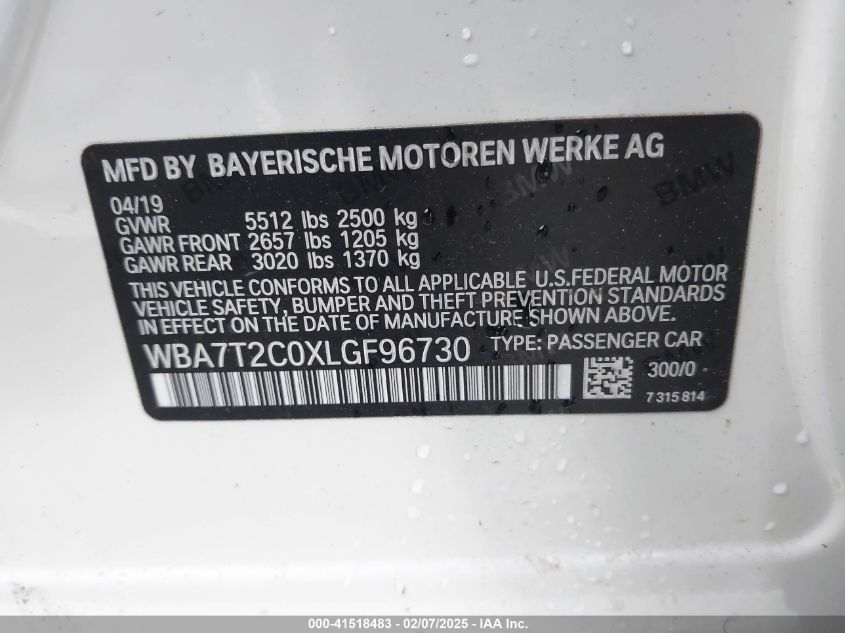 MFD BY BAYERISCHE MOTOREN WERKE AG
04/19
GVWR 5512 lbs 2500 kg
GAWR FRONT 2657 lbs 1205 kg
GAWR REAR 3020 lbs 1370 kg
THIS VEHICLE CONFORMS TO ALL APPLICABLE U.S.FEDERAL MOTOR
VEHICLE SAFETY, BUMPER AND THEFT PREVENTION STANDARDS
IN EFFECT ON THE DATE OF MANUFACTURE SHOWN ABOVE.
WBA7T2C0XLGF96730 TYPE: PASSENGER CAR
300/0
7 315 814
BMW
000-41518483 - 02/07/2025 - IAA Inc.